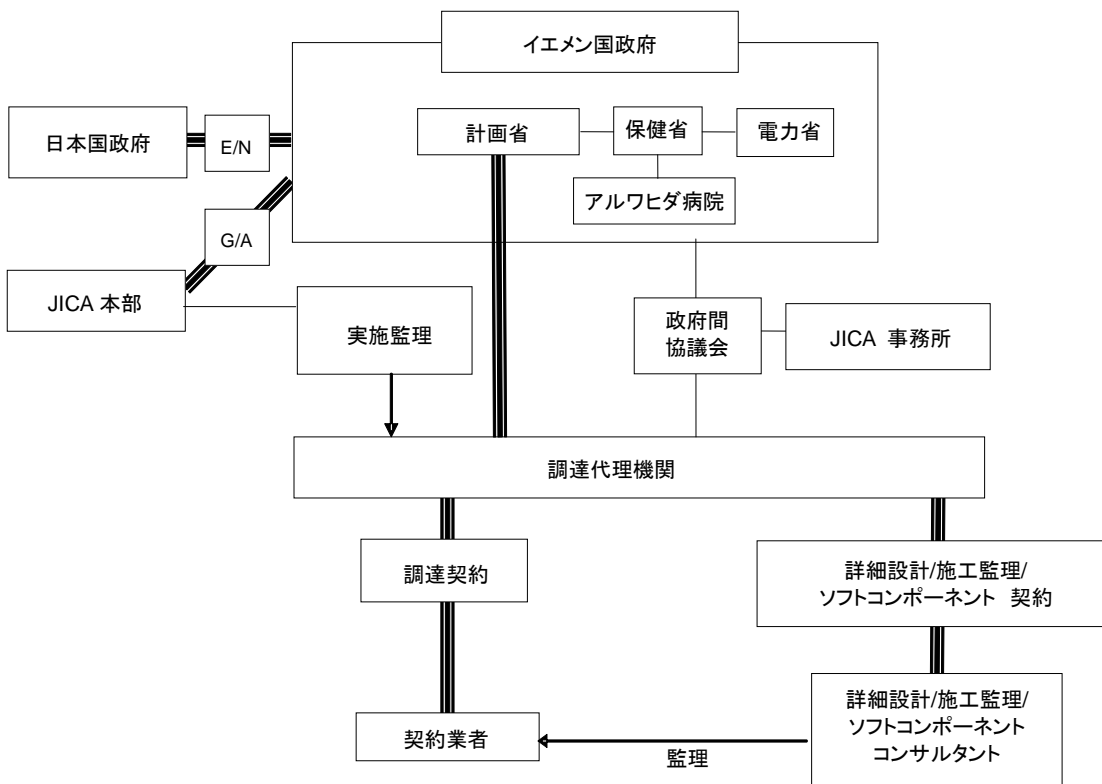 イエメン国政府
日本国政府
E/N
計画省
保健省
電力省
アルワヒダ病院
G/A
JICA 本部
実施監理
政府間
協議会
JICA 事務所
調達代理機関
調達契約
詳細設計/施工監理/
ソフトコンポーネント 契約
契約業者
監理
詳細設計/施工監理/
ソフトコンポーネント
コンサルタント